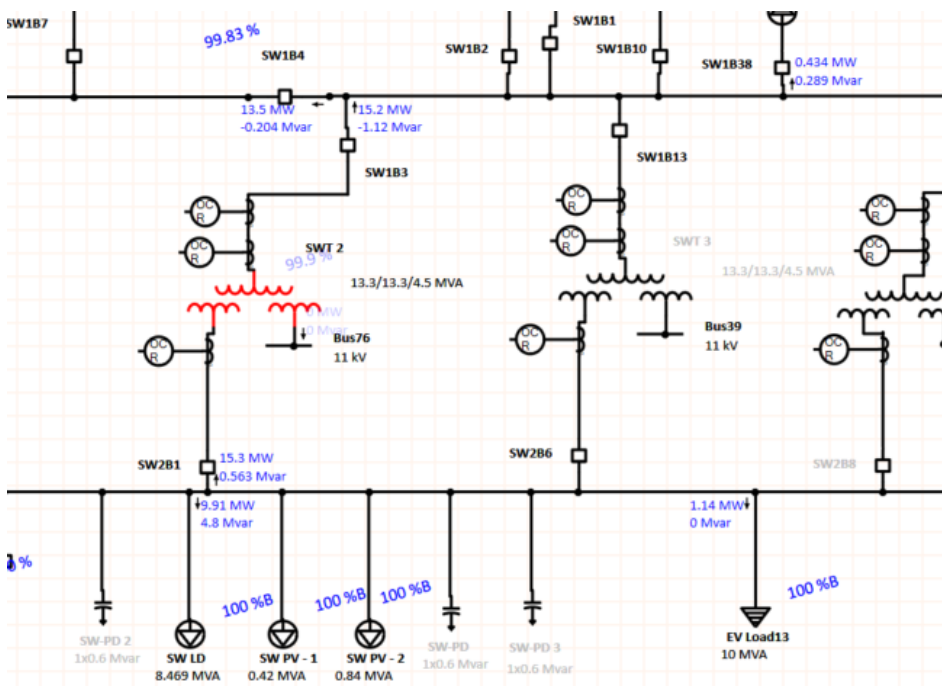 SW1B7
99.83 %
SW1B4
SW1B2
SW1B1
SW1B10
SW1B38
0.434 MW
0.289 Mvar
13.5 MW
-0.204 Mvar
15.2 MW
-1.12 Mvar
SW1B3
SW1B13
OC
R
OC
R
SWT 2
99.9 %
13.3/13.3/4.5 MVA
OC
R
OC
R
SWT 3
13.3/13.3/4.5 MVA
OC
R
OC
R
0 MW
0 Mvar
Bus76
11 kV
OC
R
OC
R
Bus39
11 kV
OC
R
SW2B1
15.3 MW
0.563 Mvar
SW2B6
SW2B8
9.91 MW
4.8 Mvar
1.14 MW
0 Mvar
%
100 %B
100 %B
100 %B
100 %B
SW-PD 2
1x0.6 Mvar
SW LD
8.469 MVA
SW PV - 1
0.42 MVA
SW PV - 2
0.84 MVA
SW-PD
1x0.6 Mvar
SW-PD 3
1x0.6 Mvar
EV Load13
10 MVA